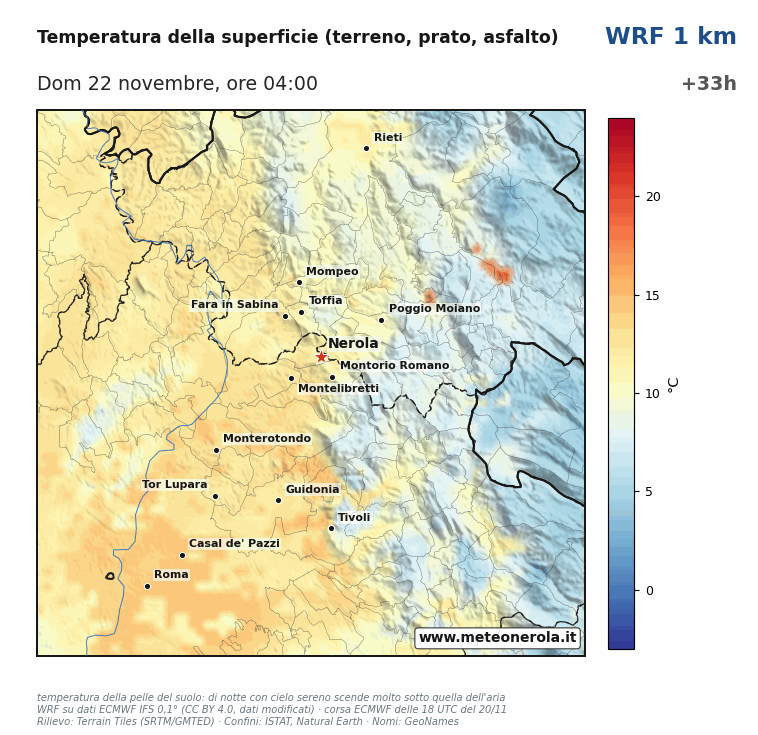 Temperatura della superficie (terreno, prato, asfalto)
WRF 1 km
Dom 22 novembre, ore 04:00
+33h
Rieti
Mompeo
Toffia
Fara in Sabina
Poggio Moiano
Nerola
Montorio Romano
Montelibretti
Monterotondo
Tor Lupara
Guidonia
Tivoli
Casal de' Pazzi
Roma
www.meteonerola.it
20
15
10
5
0
°C
temperatura della pelle del suolo: di notte con cielo sereno scende molto sotto quella dell'aria
WRF su dati ECMWF IFS 0,1° (CC BY 4.0, dati modificati) · corsa ECMWF delle 18 UTC del 20/11
Rilievo: Terrain Tiles (SRTM/GMTED) · Confini: ISTAT, Natural Earth · Nomi: GeoNames